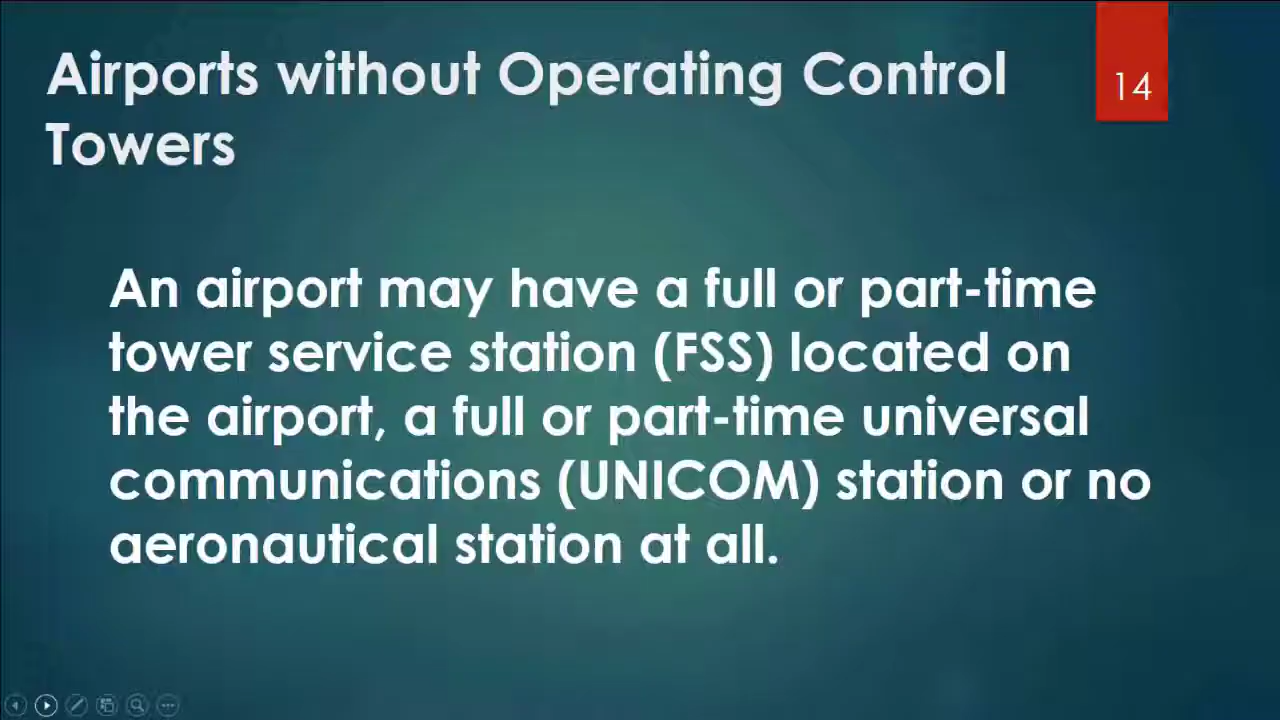 Airports without Operating Control
Towers
14
An airport may have a full or part-time
tower service station (FSS) located on
the airport, a full or part-time universal
communications (UNICOM) station or no
aeronautical station at all.